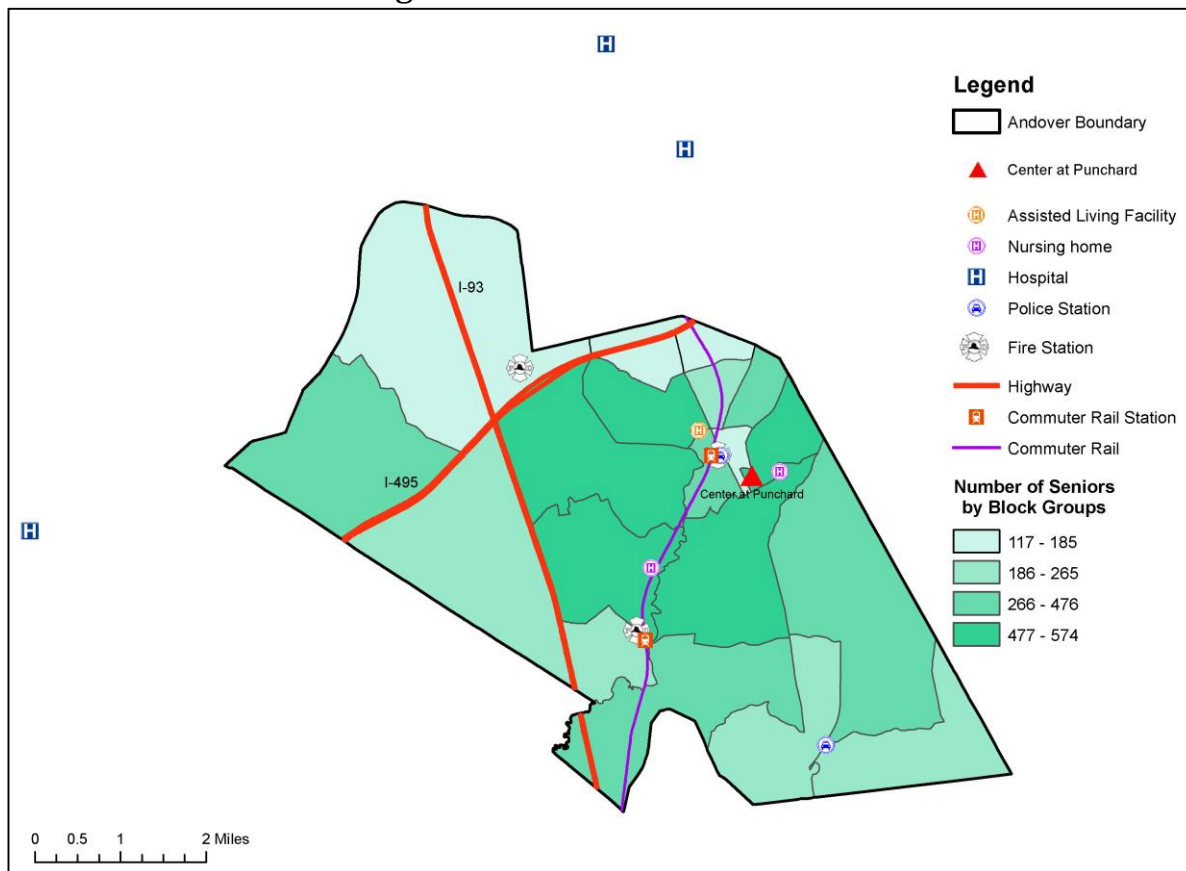 Legend
Andover Boundary
Center at Punchard
Assisted Living Facility
Nursing home
Hospital
Police Station
Fire Station
Highway
Commuter Rail Station
Commuter Rail
Number of Seniors
by Block Groups
117 - 185
186 - 265
266 - 476
477 - 574
H
H
I-93
I-495
Center at Punchard
H
0 0.5 1 2 Miles